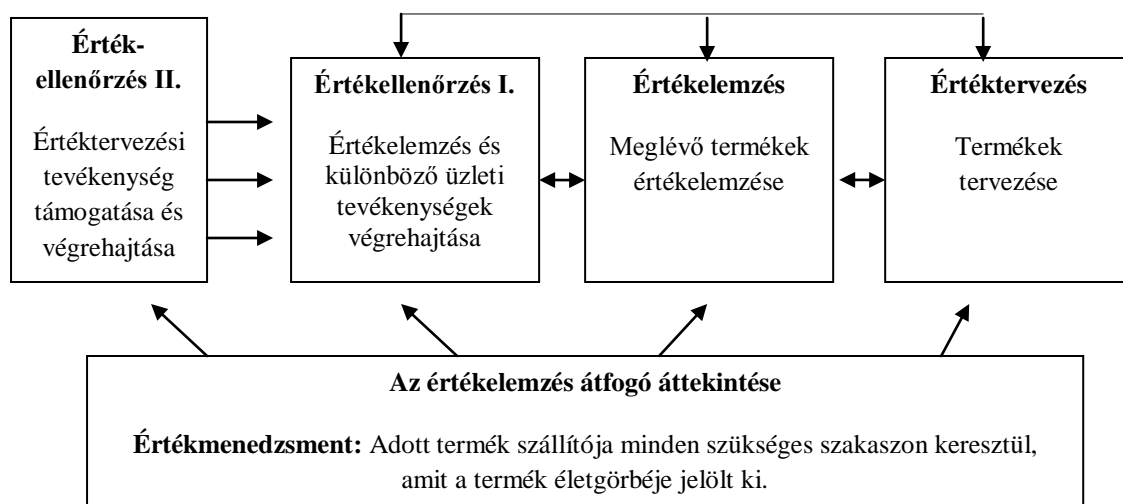 Érték-
ellenőrzés II.
Értéktervezési
tevékenység
támogatása és
végrehajtása
Értékellenőrzés I.
Értékelemzés és
különböző üzleti
tevékenységek
végrehajtása
Értékelemzés
Meglévő termékek
értékelemzése
Értéktervezés
Termékek
tervezése
Az értékelemzés átfogó áttekintése
Értékmenedzsment: Adott termék szállítója minden szükséges szakaszon keresztül,
amit a termék életgörbéje jelölt ki.